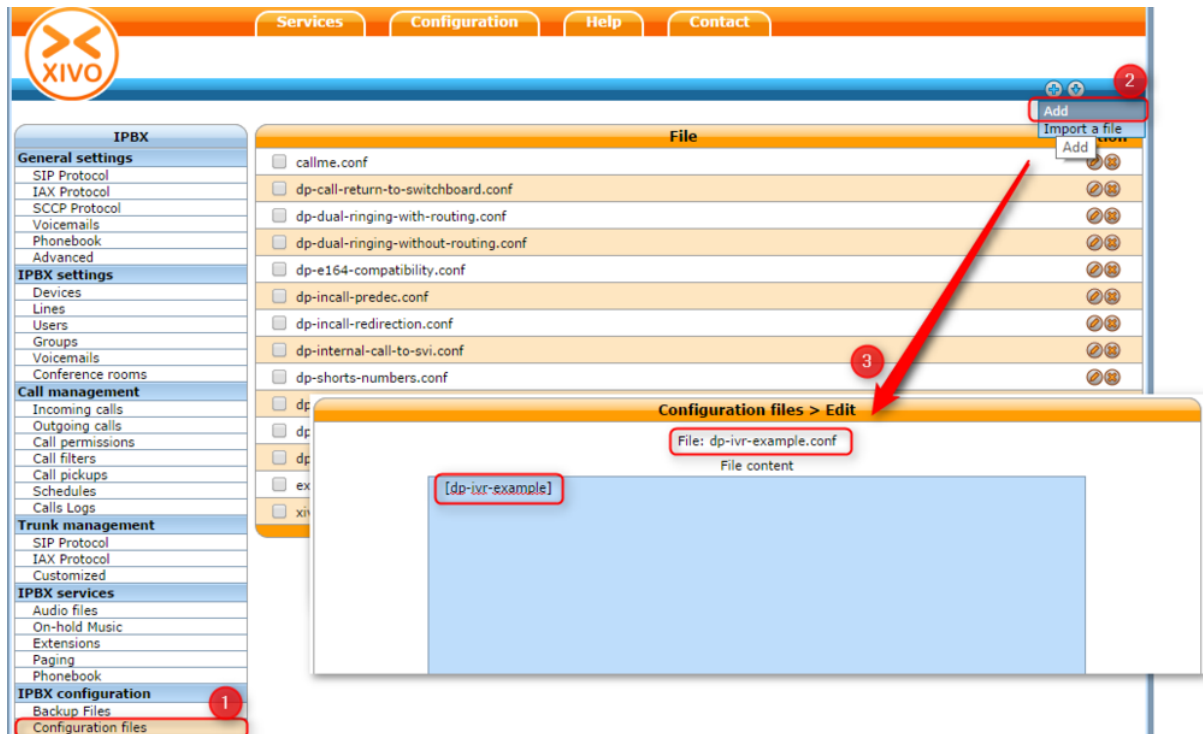 Services Configuration Help Contact
XIVO
2
Add
Import a file
Add
IPBX
General settings
SIP Protocol
IAX Protocol
SCCP Protocol
Voicemails
Phonebook
Advanced
IPBX settings
Devices
Lines
Users
Groups
Voicemails
Conference rooms
Call management
Incoming calls
Outgoing calls
Call permissions
Call filters
Call pickups
Schedules
Calls Logs
Trunk management
SIP Protocol
IAX Protocol
Customized
IPBX services
Audio files
On-hold Music
Extensions
Paging
Phonebook
IPBX configuration
1
Backup Files
Configuration files
File
callme.conf
dp-call-return-to-switchboard.conf
dp-dual-ringing-with-routing.conf
dp-dual-ringing-without-routing.conf
dp-e164-compatibility.conf
dp-incall-predec.conf
dp-incall-redirection.conf
dp-internal-call-to-svi.conf
dp-shorts-numbers.conf
3
Configuration files > Edit
File: dp-ivr-example.conf
File content
[dp-ivr-example]